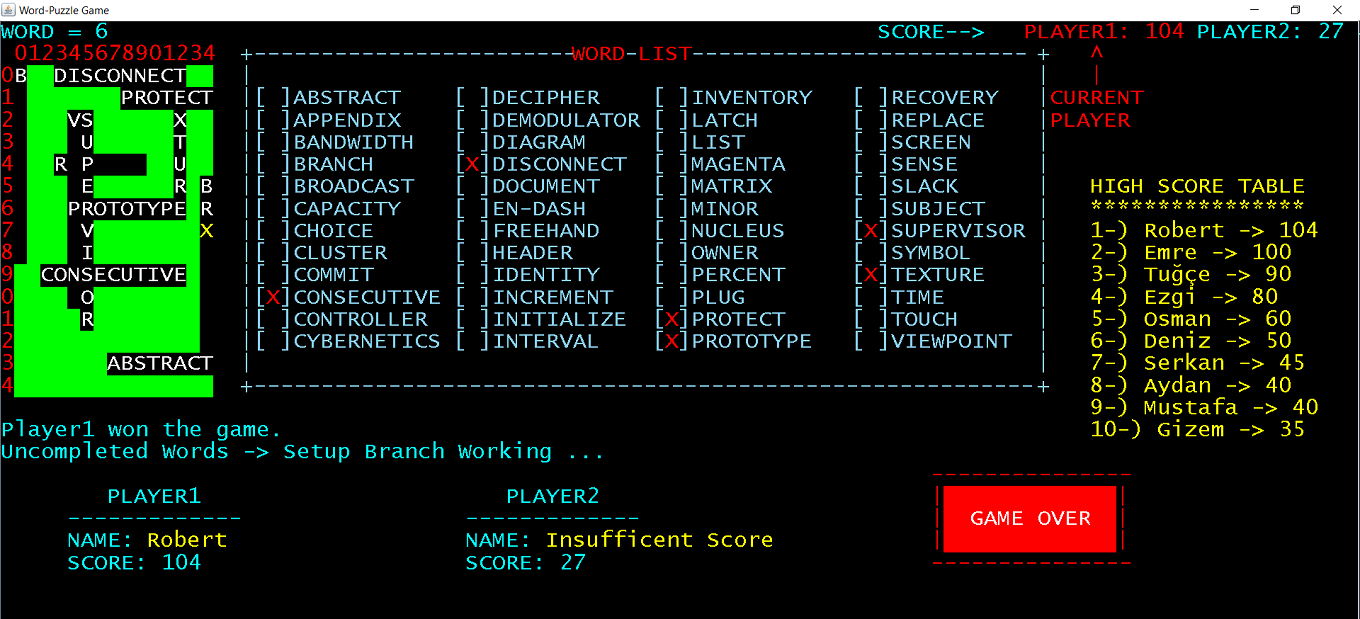 Word-Puzzle Game
WORD = 6 SCORE--> PLAYER1: 104 PLAYER2: 27
012345678901234 +------------------------WORD-LIST------------------------- + ^
0B DISCONNECT | | |
1 PROTECT |[ ]ABSTRACT [ ]DECIPHER [ ]INVENTORY [ ]RECOVERY |CURRENT
2 VS X |[ ]APPENDIX [ ]DEMODULATOR [ ]LATCH [ ]REPLACE |PLAYER
3 U T |[ ]BANDWIDTH [ ]DIAGRAM [ ]LIST [ ]SCREEN |
4 R P U |[ ]BRANCH [X]DISCONNECT [ ]MAGENTA [ ]SENSE |
5 E R B |[ ]BROADCAST [ ]DOCUMENT [ ]MATRIX [ ]SLACK | HIGH SCORE TABLE
6 PROTOTYPE R |[ ]CAPACITY [ ]EN-DASH [ ]MINOR [ ]SUBJECT | ****************
7 V X |[ ]CHOICE [ ]FREEHAND [ ]NUCLEUS [X]SUPERVISOR | 1-) Robert -> 104
8 I |[ ]CLUSTER [ ]HEADER [ ]OWNER [ ]SYMBOL | 2-) Emre -> 100
9 CONSECUTIVE |[ ]COMMIT [ ]IDENTITY [ ]PERCENT [X]TEXTURE | 3-) Tuğçe -> 90
0 O |[X]CONSECUTIVE [ ]INCREMENT [ ]PLUG [ ]TIME | 4-) Ezgi -> 80
1 R |[ ]CONTROLLER [ ]INITIALIZE [X]PROTECT [ ]TOUCH | 5-) Osman -> 60
2 |[ ]CYBERNETICS [ ]INTERVAL [X]PROTOTYPE [ ]VIEWPOINT | 6-) Deniz -> 50
3 ABSTRACT | | 7-) Serkan -> 45
4 +-----------------------------------------------------------+ 8-) Aydan -> 40
9-) Mustafa -> 40
Player1 won the game. 10-) Gizem -> 35
Uncompleted Words -> Setup Branch Working ...
PLAYER1 PLAYER2
------------- -------------
NAME: Robert NAME: Insufficent Score
SCORE: 104 SCORE: 27
GAME OVER